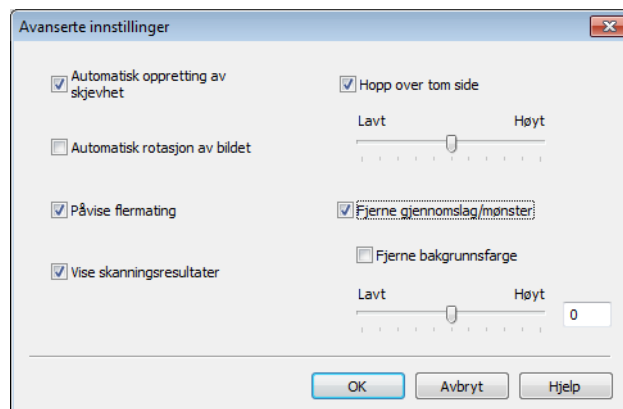 Avanserte innstillinger
Automatisk oppretting av
skjevhet
Automatisk rotasjon av bildet
Påvise flermating
Vise skanningsresultater
Hopp over tom side
Lavt Høyt
Fjerne gjennomslag/mønster
Fjerne bakgrunnsfarge
Lavt Høyt
0
OK Avbryt Hjelp